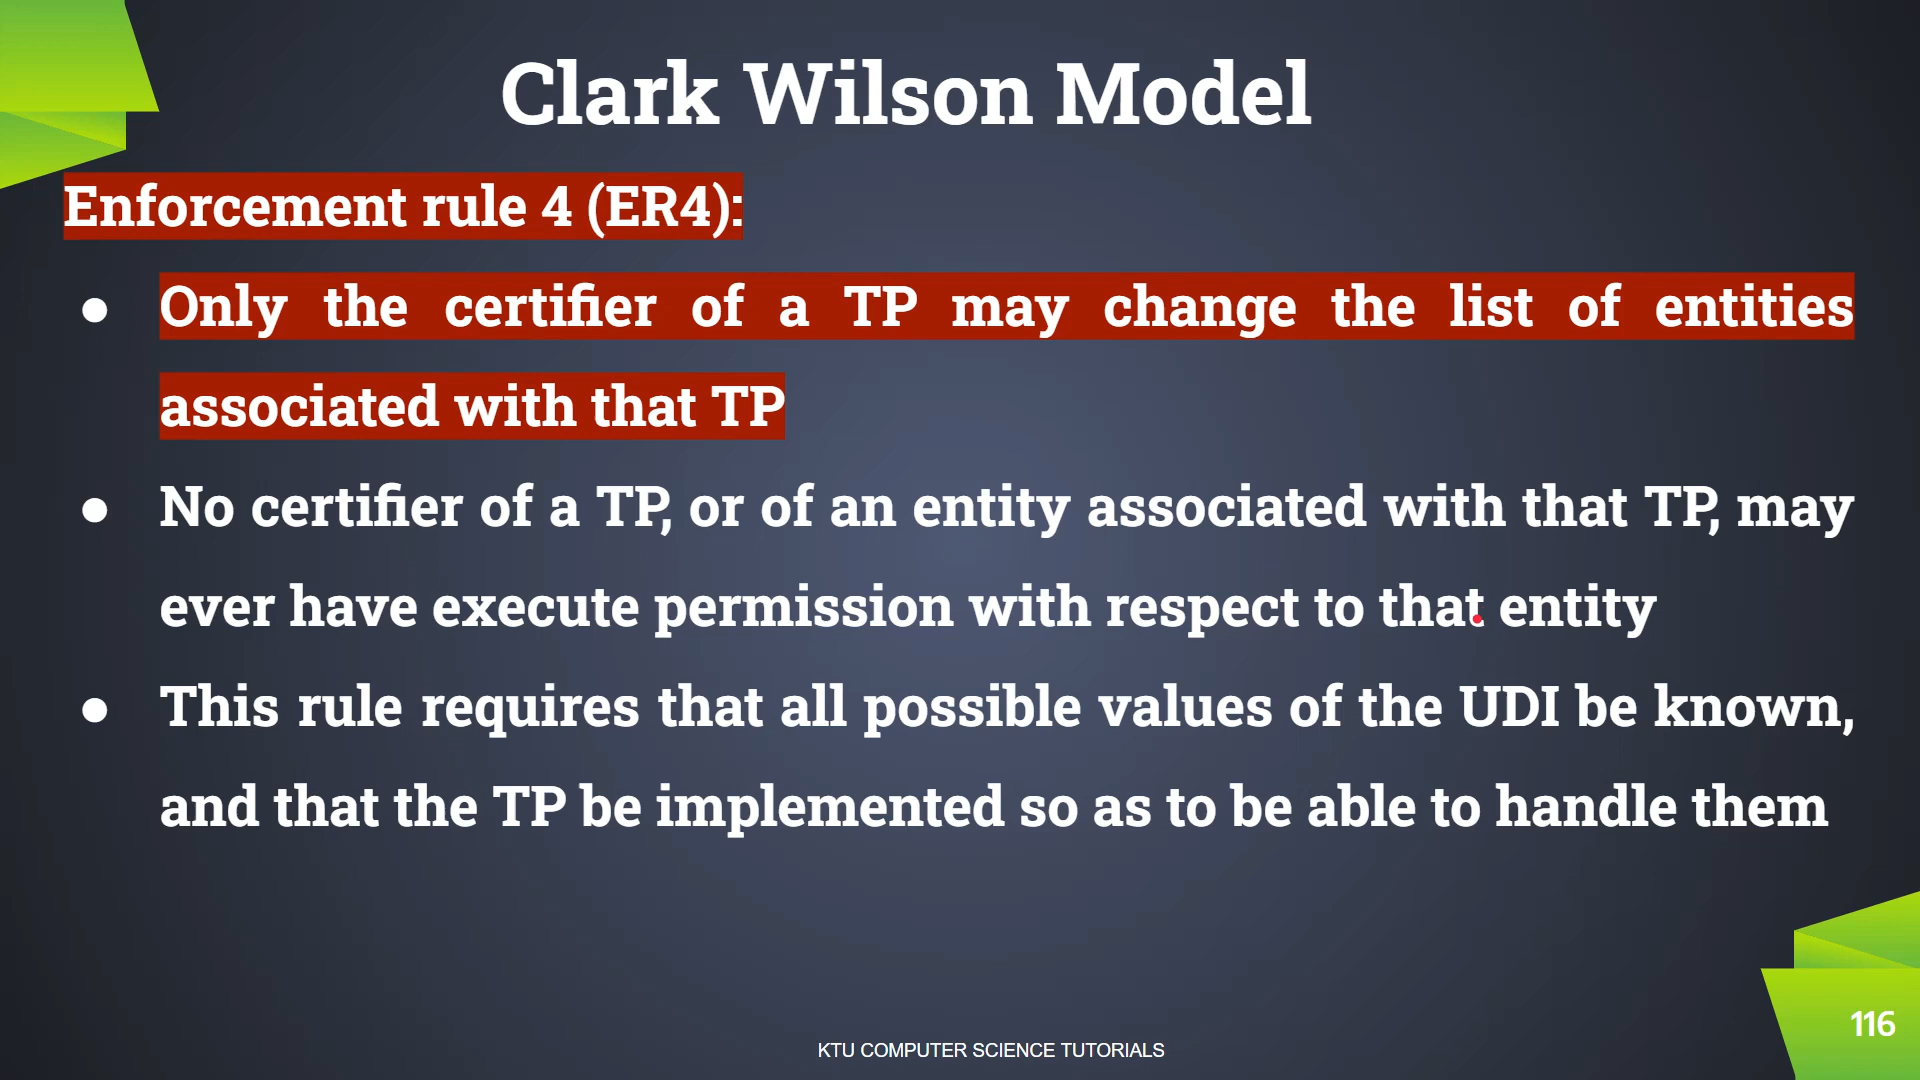 Clark Wilson Model
Enforcement rule 4 (ER4):
● Only the certifier of a TP may change the list of entities
associated with that TP
● No certifier of a TP, or of an entity associated with that TP, may
ever have execute permission with respect to that entity
● This rule requires that all possible values of the UDI be known,
and that the TP be implemented so as to be able to handle them
116
KTU COMPUTER SCIENCE TUTORIALS